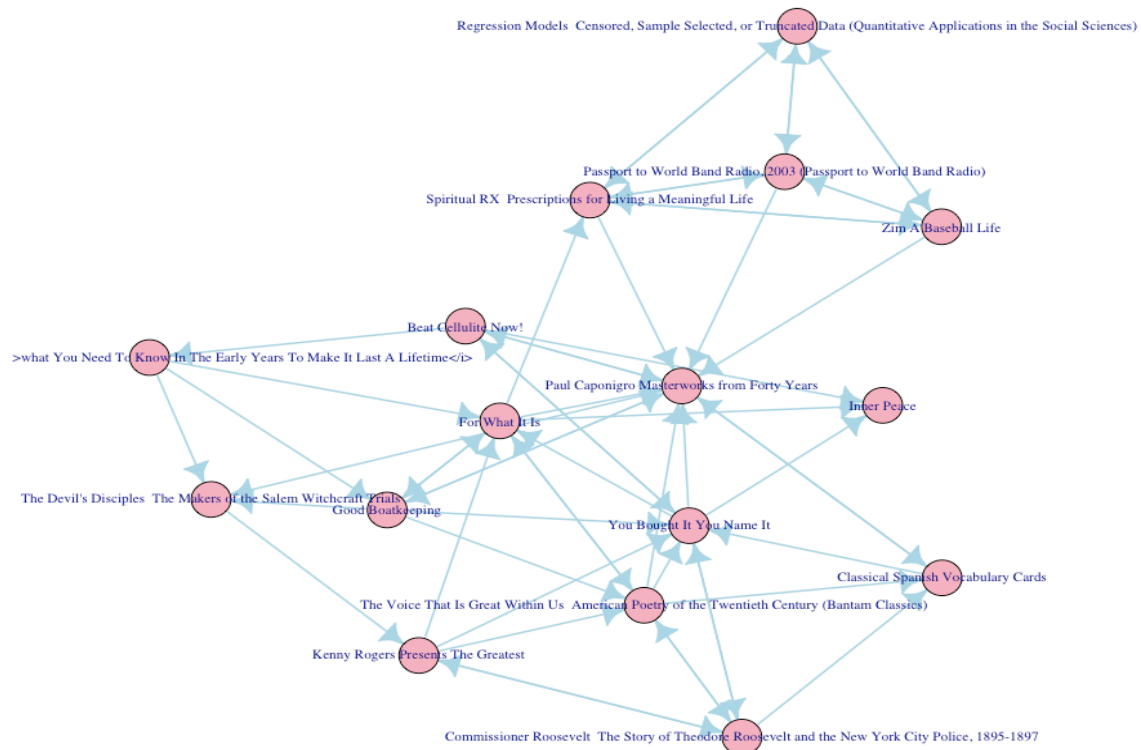 Regression Models  Censored, Sample Selected, or Truncated Data (Quantitative Applications in the Social Sciences)
Passport to World Band Radio, 2003 (Passport to World Band Radio)
Spiritual RX  Prescriptions for Living a Meaningful Life
Zim A Baseball Life
Beat Cellulite Now!
>what You Need To Know In The Early Years To Make It Last A Lifetime</i>
Paul Caponigro Masterworks from Forty Years
Inner Peace
For What It Is
The Devil's Disciples  The Makers of the Salem Witchcraft Trials
Good Boatkeeping
You Bought It You Name It
Classical Spanish Vocabulary Cards
The Voice That Is Great Within Us  American Poetry of the Twentieth Century (Bantam Classics)
Kenny Rogers Presents The Greatest
Commissioner Roosevelt  The Story of Theodore Roosevelt and the New York City Police, 1895-1897